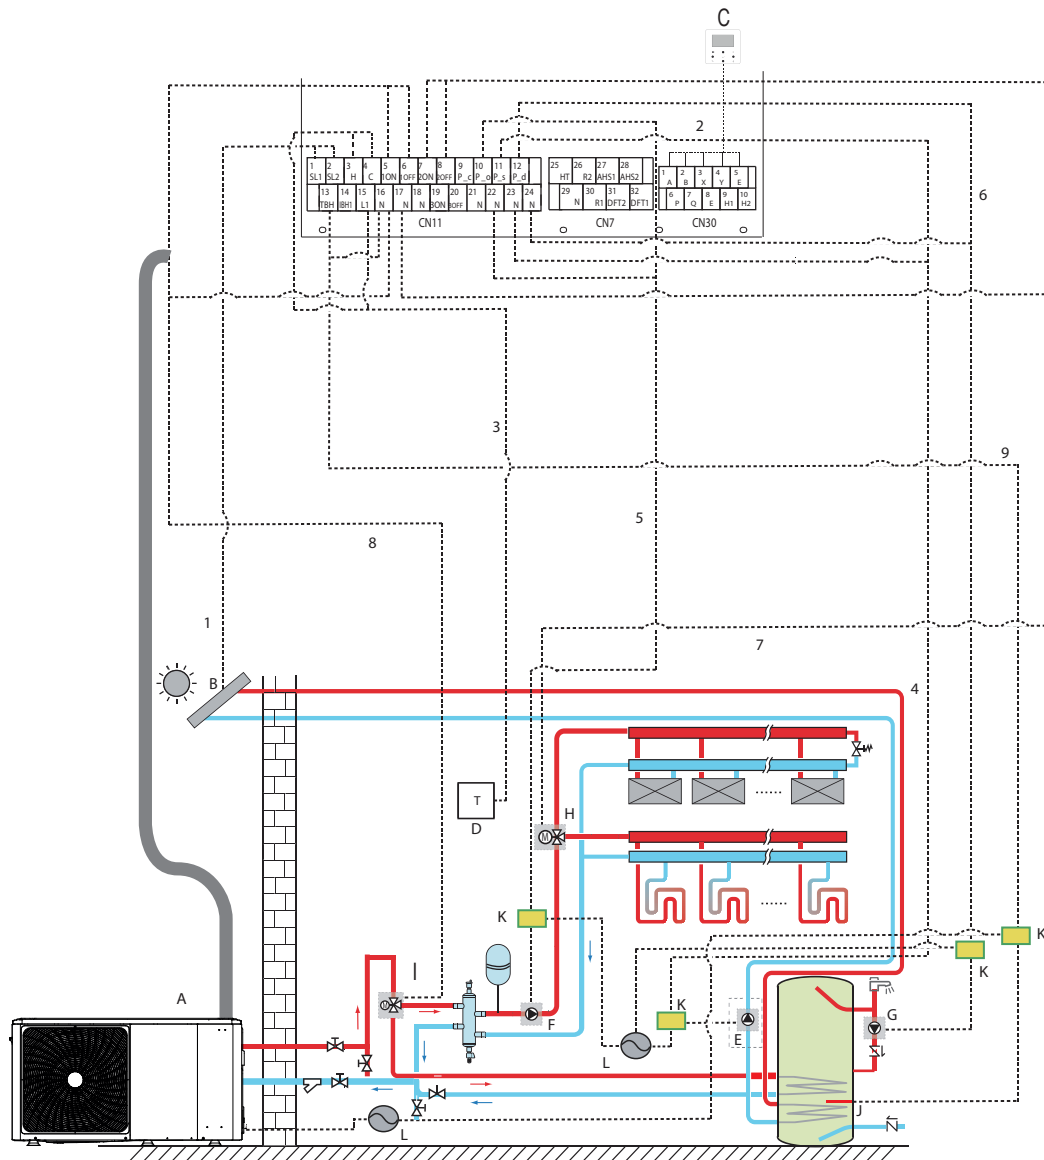 C
2
1 2 3 4 5 6 7 8 9 10 11 12
SL1 SL2 H C 1ON 1OFF 2ON 2OFF P_c P_o P_s P_d
13 14 15 16 17 18 19 20 21 22 23 24
TBH IBH1 L1 N N N 3ON 3OFF N N N N
CN11
25 26 27 28
HT R2 AHS1 AHS2
29 30 31 32
N R1 DFT2 DFT1
CN7
1 2 3 4 5
A B X Y E
6 7 8 9 10
P Q E H1 H2
CN30
6
3
9
5
8
1
7
B
4
T
D
H
M
K
K
K
A
I
M
K
F
E
G
L
J
L